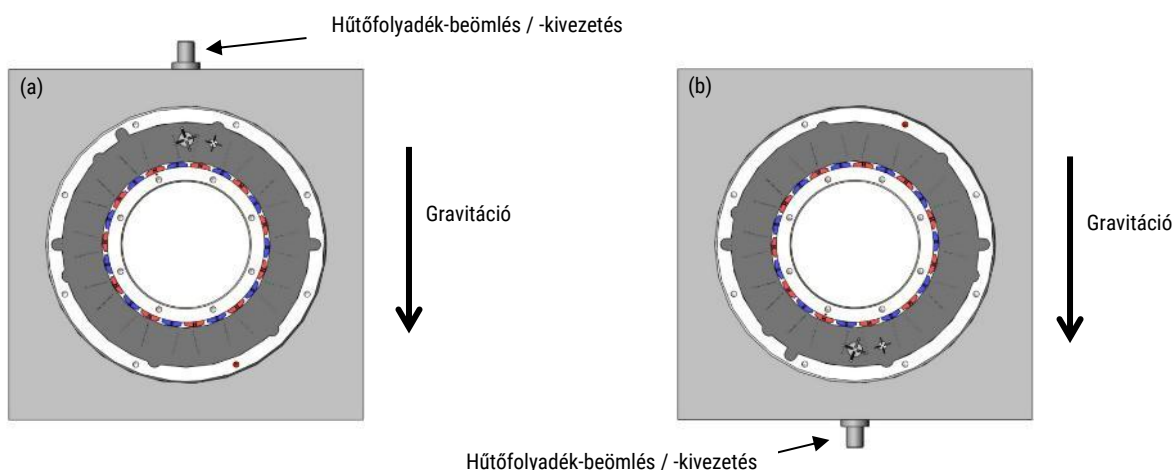 Hűtőfolyadék-beömlés / -kivezetés
(a)
(b)
Gravitáció
Gravitáció
Hűtőfolyadék-beömlés / -kivezetés